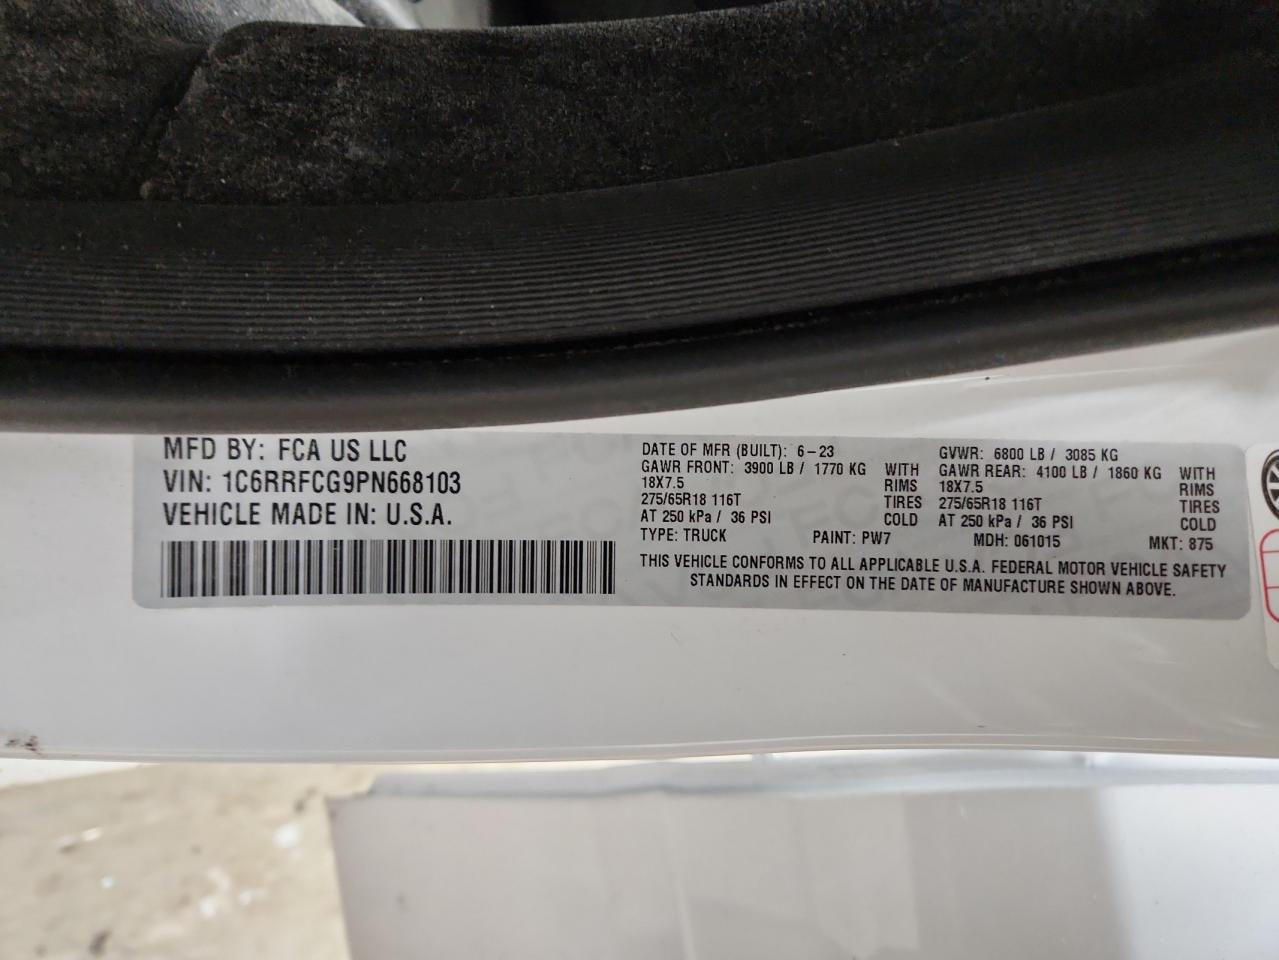 MFD BY: FCA US LLC
VIN: 1C6RRFCG9PN668103
VEHICLE MADE IN: U.S.A.
DATE OF MFR (BUILT): 6-23
GAWR FRONT: 3900 LB / 1770 KG WITH
18X7.5 RIMS
275/65R18 116T TIRES
AT 250 kPa / 36 PSI COLD
TYPE: TRUCK PAINT: PW7
GVWR: 6800 LB / 3085 KG
GAWR REAR: 4100 LB / 1860 KG WITH
18X7.5 RIMS
275/65R18 116T TIRES
AT 250 kPa / 36 PSI COLD
MDH: 061015 MKT: 875
THIS VEHICLE CONFORMS TO ALL APPLICABLE U.S.A. FEDERAL MOTOR VEHICLE SAFETY
STANDARDS IN EFFECT ON THE DATE OF MANUFACTURE SHOWN ABOVE.